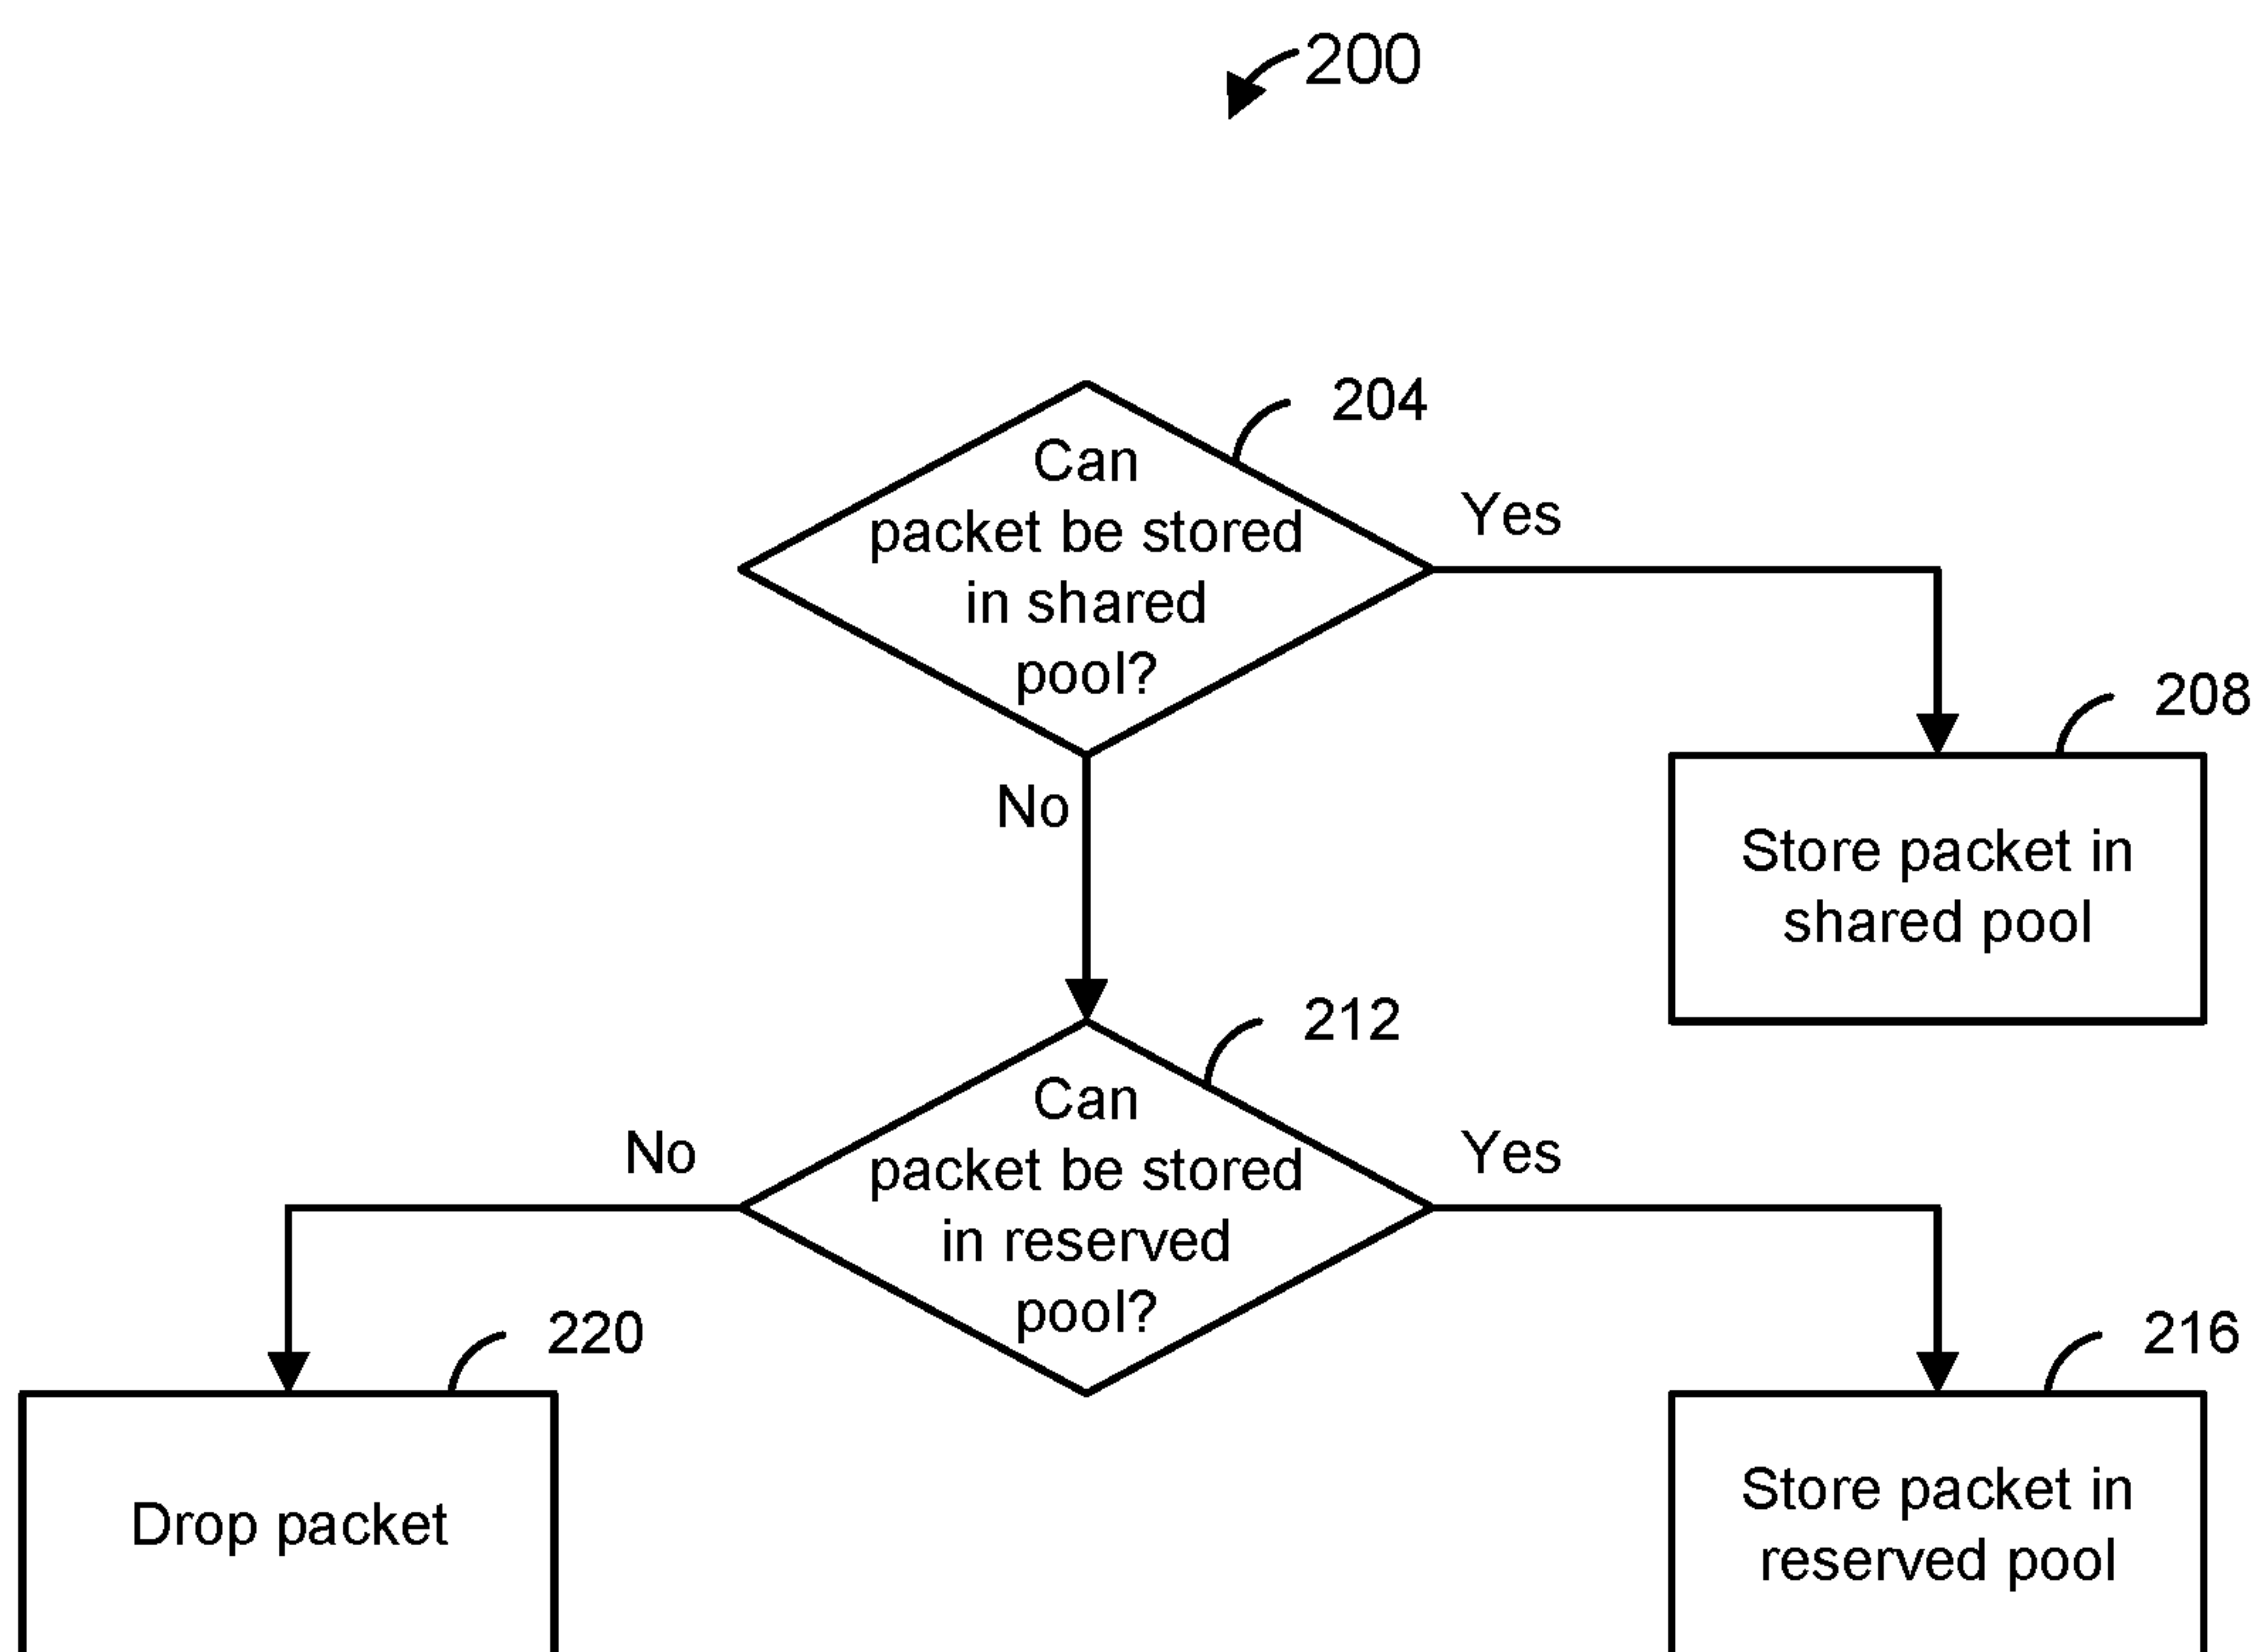 200
204
Can
packet be stored
in shared
pool?
Yes
208
No
Store packet in
shared pool
212
Can
packet be stored
in reserved
pool?
No
Yes
220
216
Drop packet
Store packet in
reserved pool